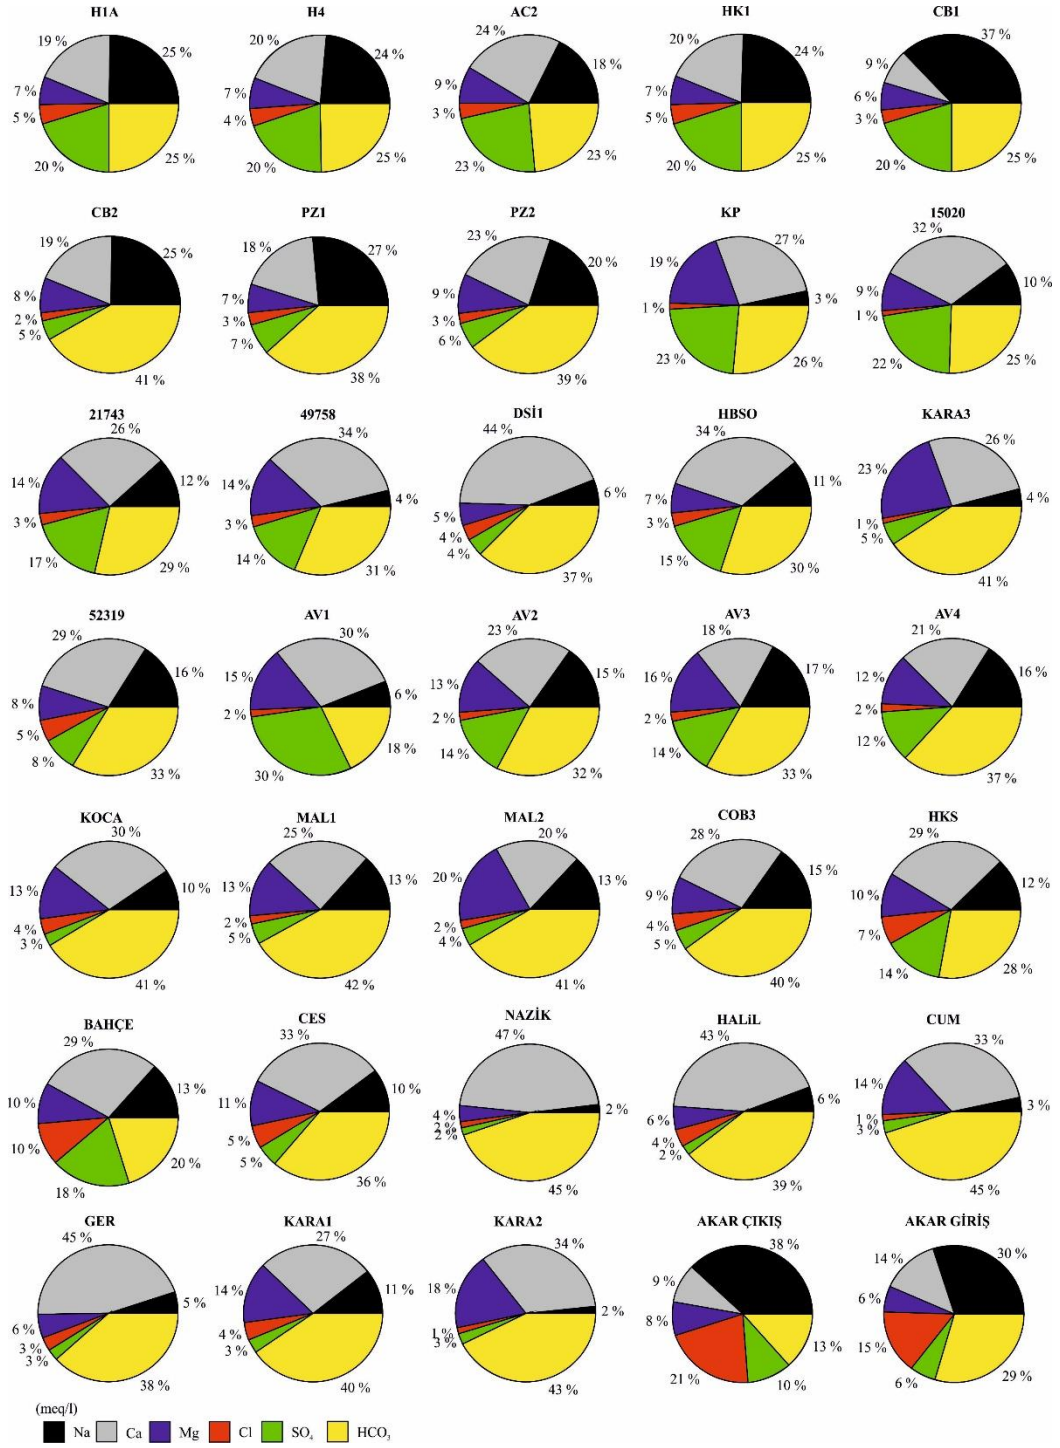 H1A H4 AC2 HK1 CB1
19 % 25 % 7 % 5 % 20 % 25 %
20 % 24 % 7 % 4 % 20 % 25 %
24 % 18 % 9 % 3 % 23 % 23 %
20 % 24 % 7 % 5 % 20 % 25 %
9 % 37 % 6 % 3 % 20 % 25 %
CB2 PZ1 PZ2 KP 15020
19 % 25 % 8 % 2 % 5 % 41 %
18 % 27 % 7 % 3 % 7 % 38 %
23 % 20 % 9 % 3 % 6 % 39 %
19 % 27 % 3 % 1 % 23 % 26 %
32 % 10 % 9 % 1 % 22 % 25 %
21743 49758 DSİ1 HBSO KARA3
26 % 12 % 14 % 3 % 17 % 29 %
34 % 4 % 14 % 3 % 14 % 31 %
44 % 6 % 5 % 4 % 4 % 37 %
34 % 11 % 7 % 3 % 15 % 30 %
26 % 4 % 23 % 1 % 5 % 41 %
52319 AV1 AV2 AV3 AV4
29 % 16 % 8 % 5 % 8 % 33 %
30 % 6 % 15 % 2 % 30 % 18 %
23 % 15 % 13 % 2 % 14 % 32 %
18 % 17 % 16 % 2 % 14 % 33 %
21 % 16 % 12 % 2 % 12 % 37 %
KOCA MAL1 MAL2 COB3 HKS
30 % 10 % 13 % 4 % 3 % 41 %
25 % 13 % 13 % 2 % 5 % 42 %
20 % 13 % 20 % 2 % 4 % 41 %
28 % 15 % 9 % 4 % 5 % 40 %
29 % 12 % 10 % 7 % 14 % 28 %
BAHÇE CES NAZİK HALiL CUM
29 % 13 % 10 % 10 % 18 % 20 %
33 % 10 % 11 % 5 % 5 % 36 %
47 % 2 % 4 % 2 % 2 % 45 %
43 % 6 % 6 % 4 % 2 % 39 %
33 % 3 % 14 % 1 % 3 % 45 %
GER KARA1 KARA2 AKAR ÇIKIŞ AKAR GİRİŞ
45 % 5 % 6 % 3 % 3 % 38 %
27 % 11 % 14 % 4 % 3 % 40 %
34 % 2 % 18 % 1 % 3 % 43 %
38 % 9 % 8 % 21 % 10 % 13 %
14 % 30 % 6 % 15 % 6 % 29 %
(meq/l)
Na Ca Mg Cl SO₄ HCO₃